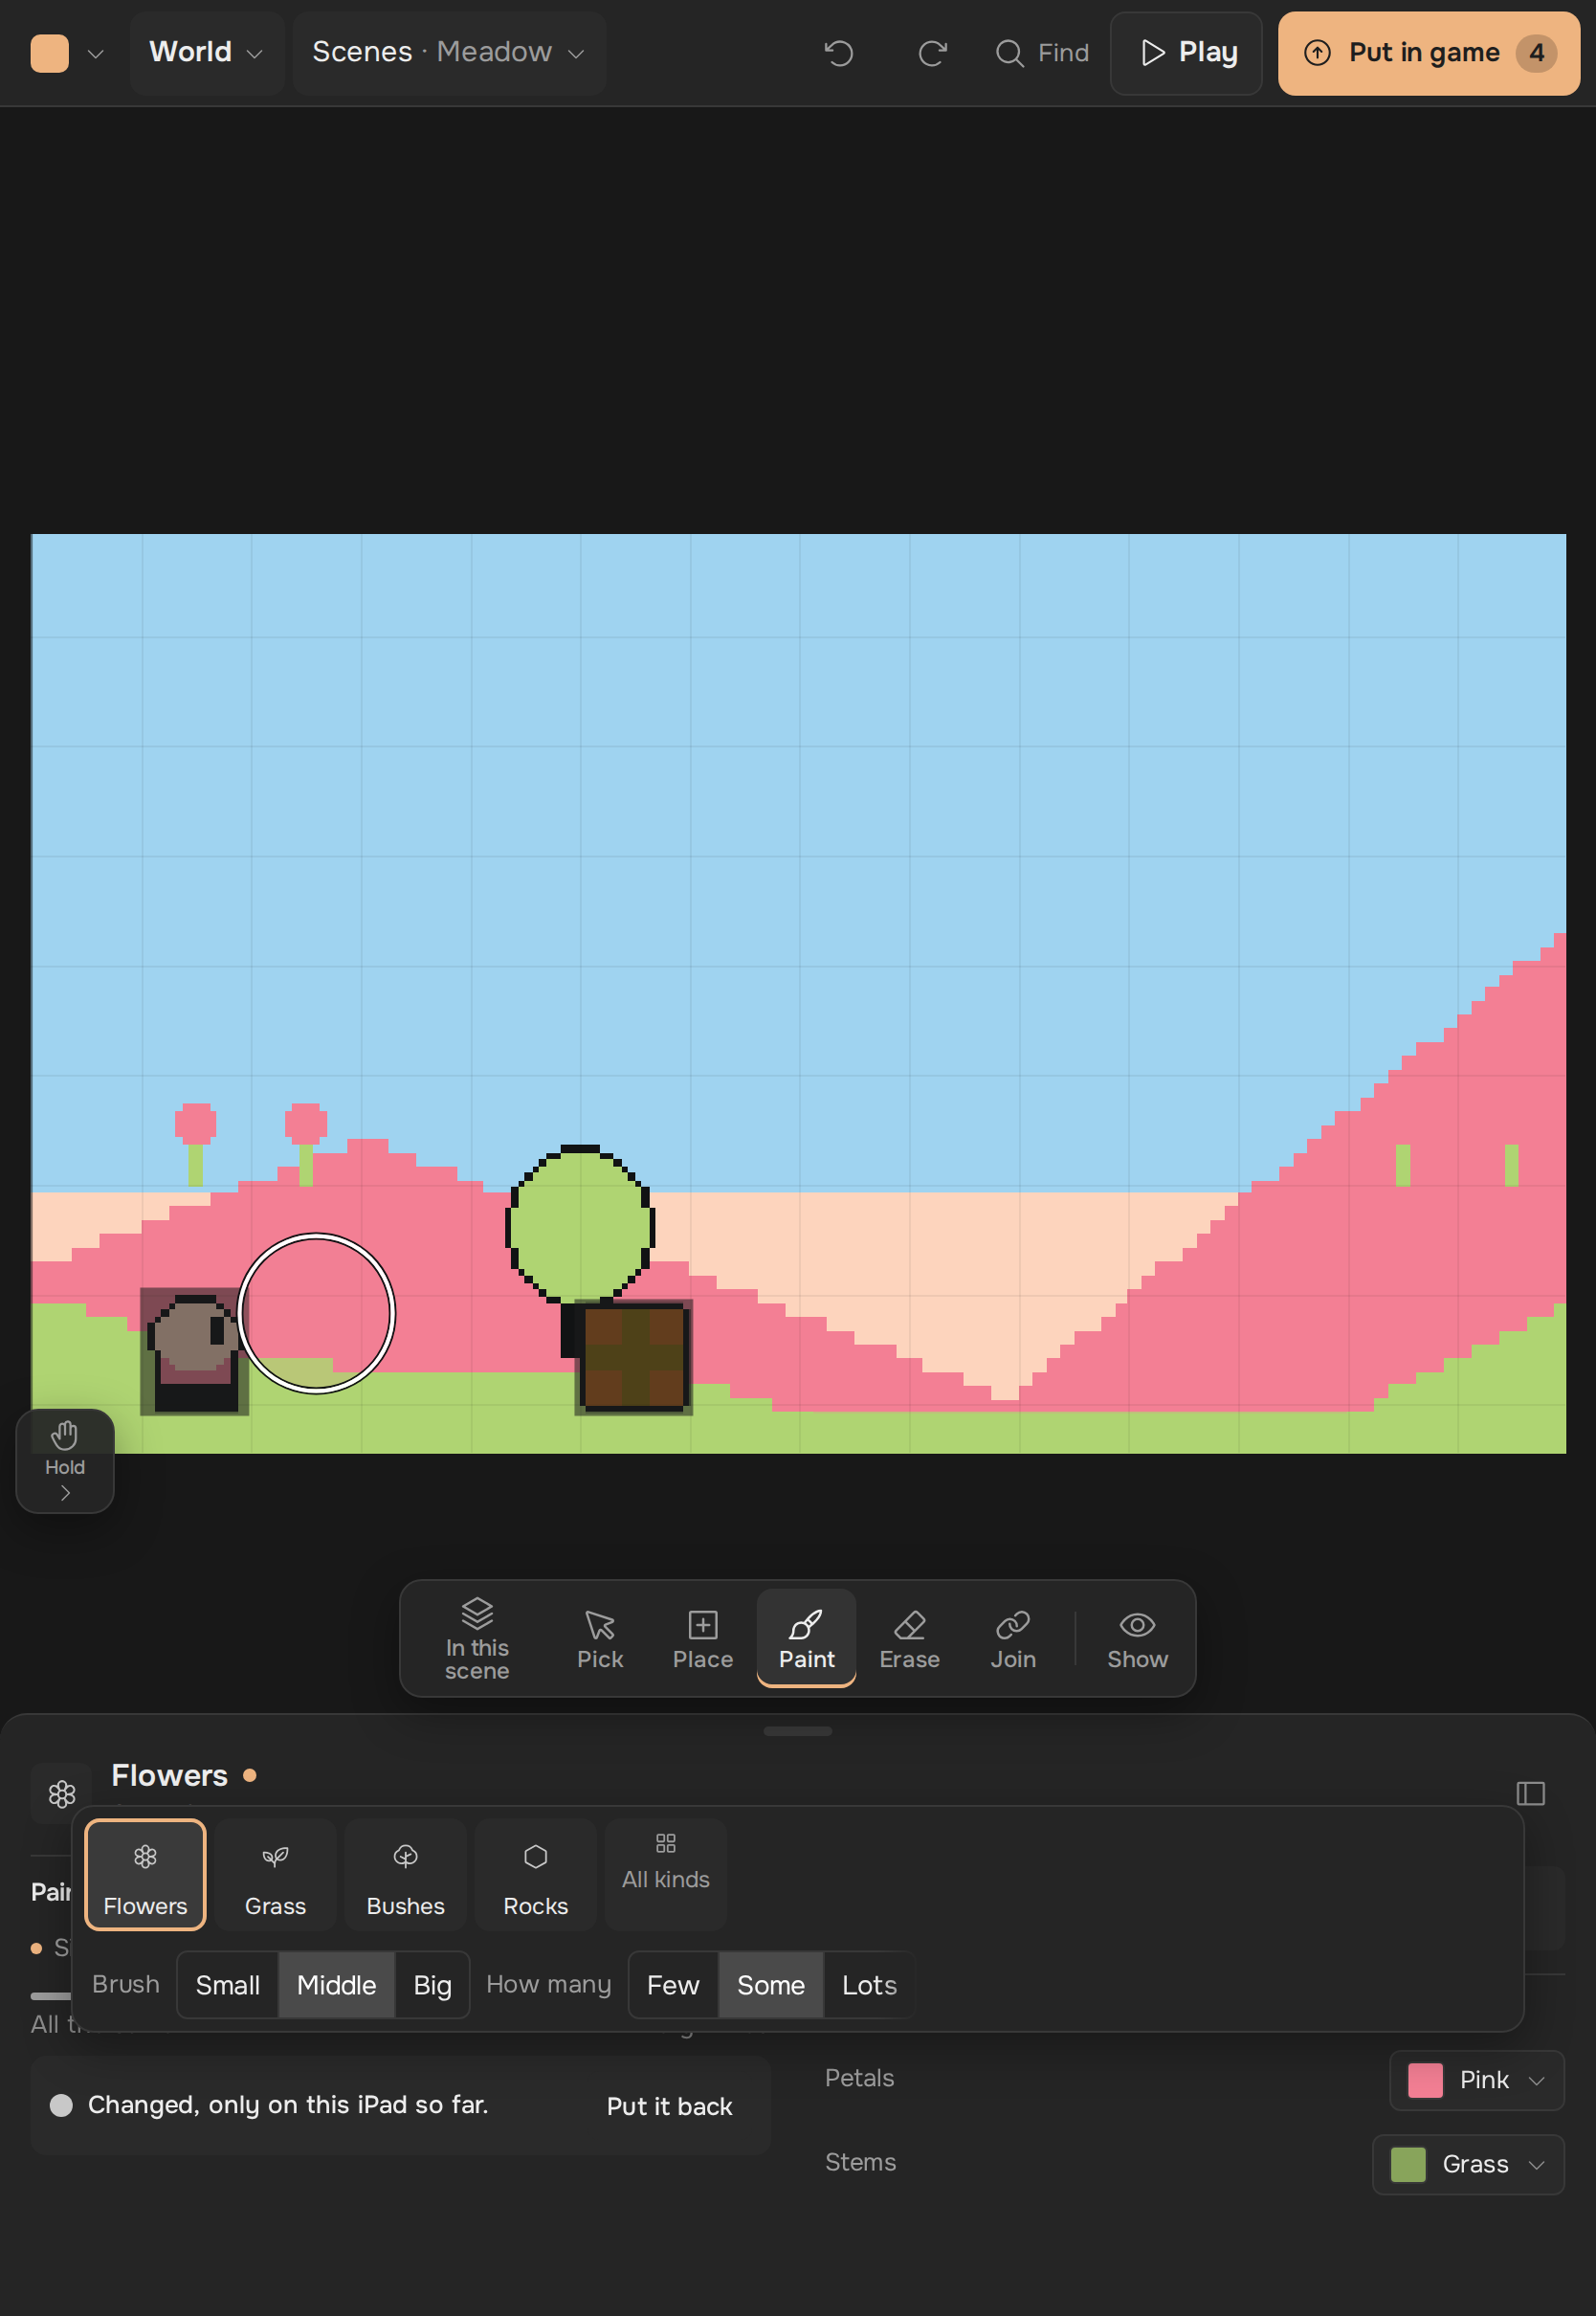 World
Scenes · Meadow
Find
Play
Put in game 4
Hold
In this
scene
Pick
Place
Paint
Erase
Join
Show
Flowers
Flowers
Grass
Bushes
Rocks
All kinds
Brush
Small
Middle
Big
How many
Few
Some
Lots
All
Changed, only on this iPad so far.
Put it back
Petals
Pink
Stems
Grass